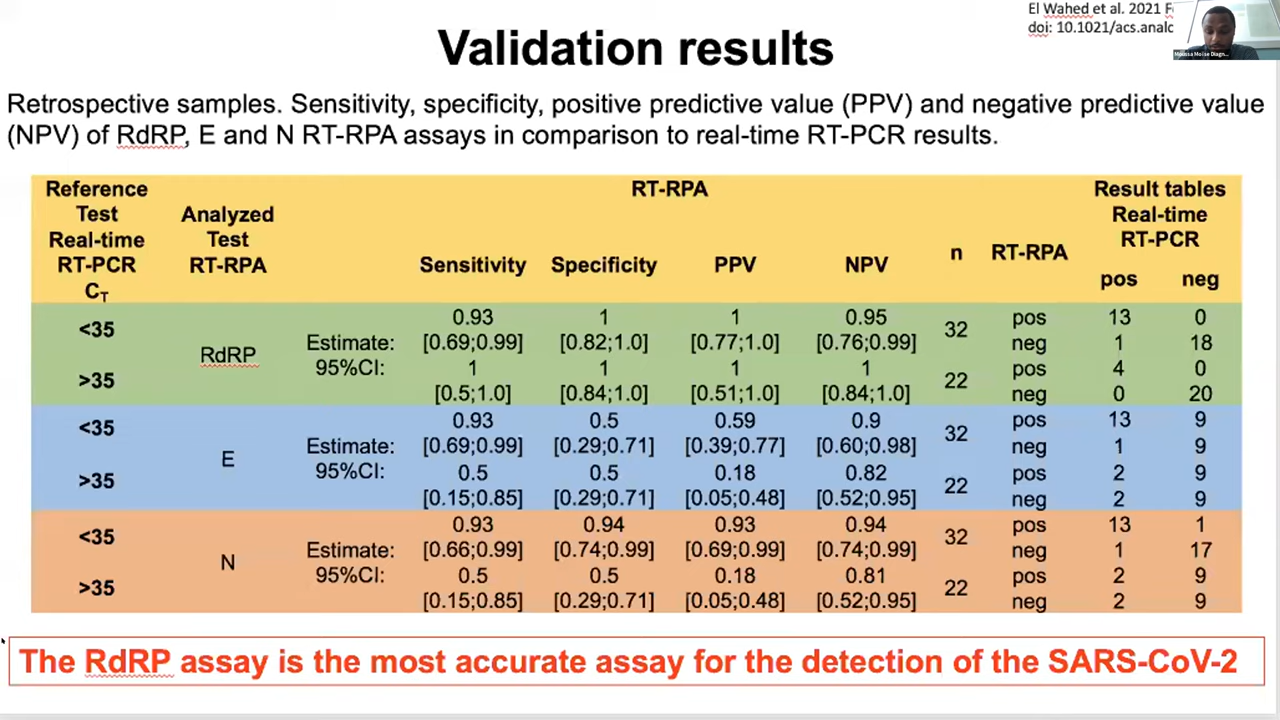 El Wahed et al. 2021
doi: 10.1021/acs.analc
Validation results
Retrospective samples. Sensitivity, specificity, positive predictive value (PPV) and negative predictive value
(NPV) of RdRP, E and N RT-RPA assays in comparison to real-time RT-PCR results.
Reference Test Real-time RT-PCR CT
Analyzed Test RT-RPA
RT-RPA
Sensitivity Specificity PPV NPV
n
RT-RPA
Result tables Real-time RT-PCR
pos neg
<35 0.93 1 1 0.95 32 pos 13 0
RdRP Estimate: [0.69;0.99] [0.82;1.0] [0.77;1.0] [0.76;0.99] neg 1 18
>35 95%CI: 1 1 1 1 22 pos 4 0
[0.5;1.0] [0.84;1.0] [0.51;1.0] [0.84;1.0] neg 0 20
<35 0.93 0.5 0.59 0.9 32 pos 13 9
E Estimate: [0.69;0.99] [0.29;0.71] [0.39;0.77] [0.60;0.98] neg 1 9
>35 95%CI: 0.5 0.5 0.18 0.82 22 pos 2 9
[0.15;0.85] [0.29;0.71] [0.05;0.48] [0.52;0.95] neg 2 9
<35 0.93 0.94 0.93 0.94 32 pos 13 1
N Estimate: [0.66;0.99] [0.74;0.99] [0.69;0.99] [0.74;0.99] neg 1 17
>35 95%CI: 0.5 0.5 0.18 0.81 22 pos 2 9
[0.15;0.85] [0.29;0.71] [0.05;0.48] [0.52;0.95] neg 2 9
The RdRP assay is the most accurate assay for the detection of the SARS-CoV-2